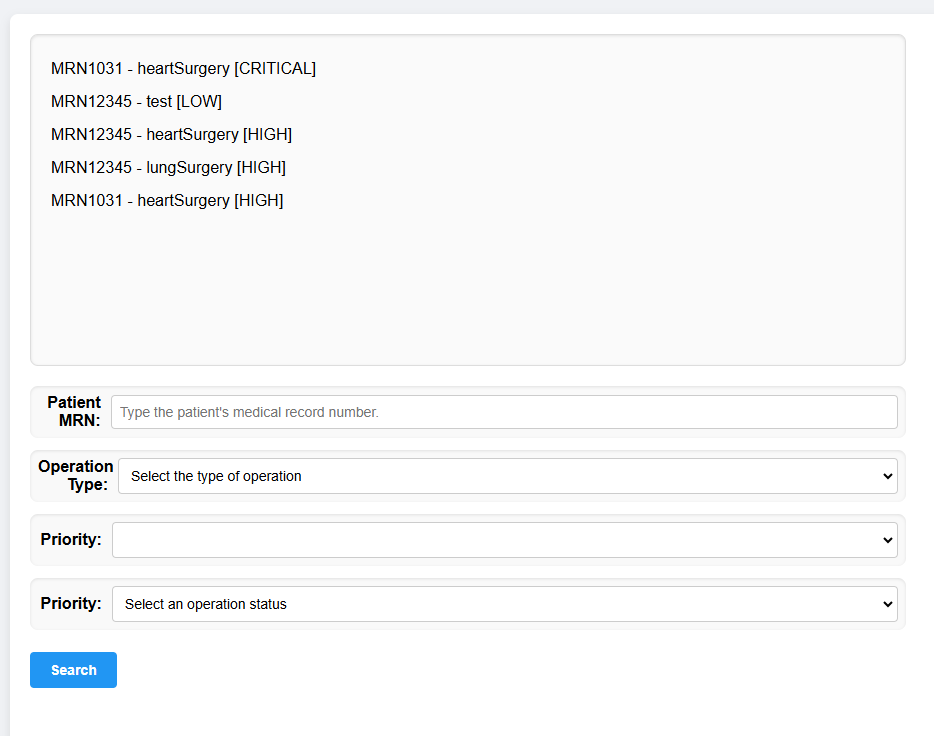 MRN1031 - heartSurgery [CRITICAL]
MRN12345 - test [LOW]
MRN12345 - heartSurgery [HIGH]
MRN12345 - lungSurgery [HIGH]
MRN1031 - heartSurgery [HIGH]
Patient
MRN:
Type the patient's medical record number.
Operation
Type:
Select the type of operation
Priority:
Priority:
Select an operation status
Search